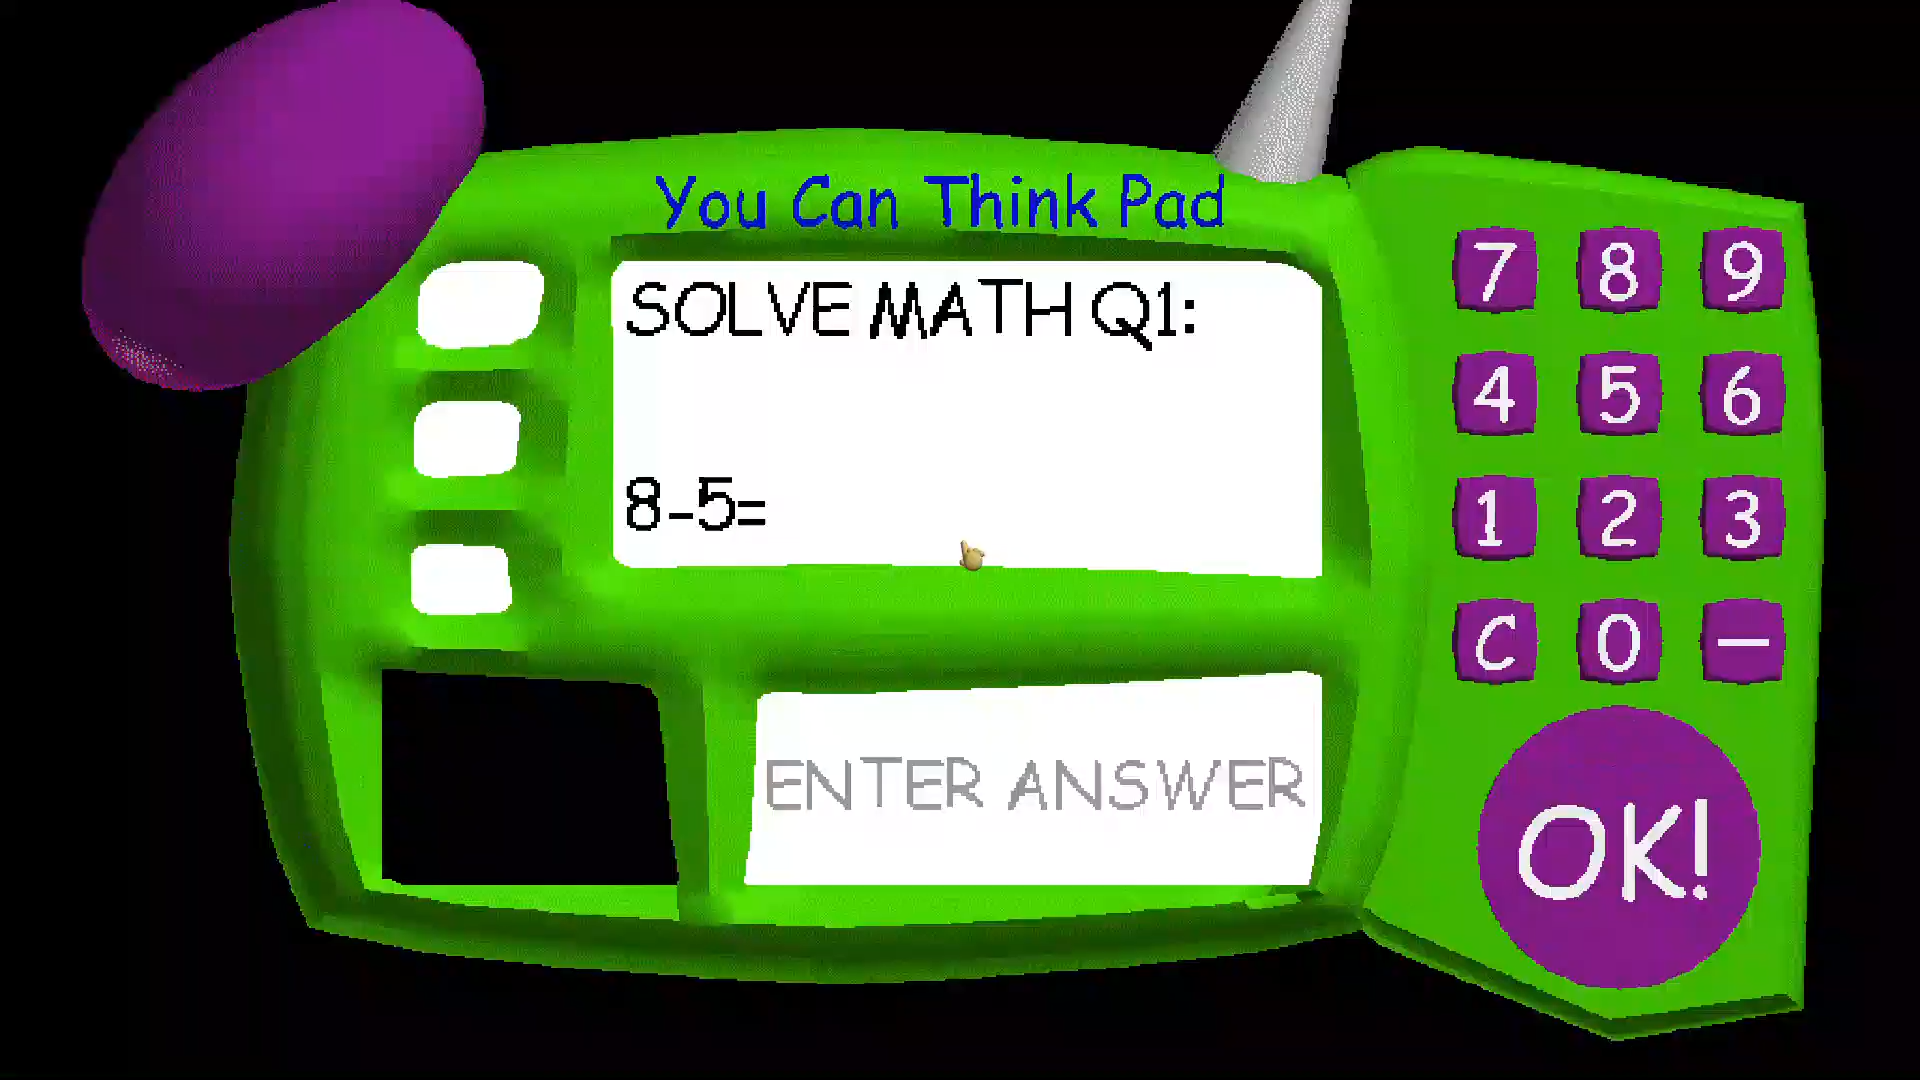 You Can Think Pad
SOLVE MATH Q1:
8-5=
ENTER ANSWER
7 8 9
4 5 6
1 2 3
C 0 —
OK!